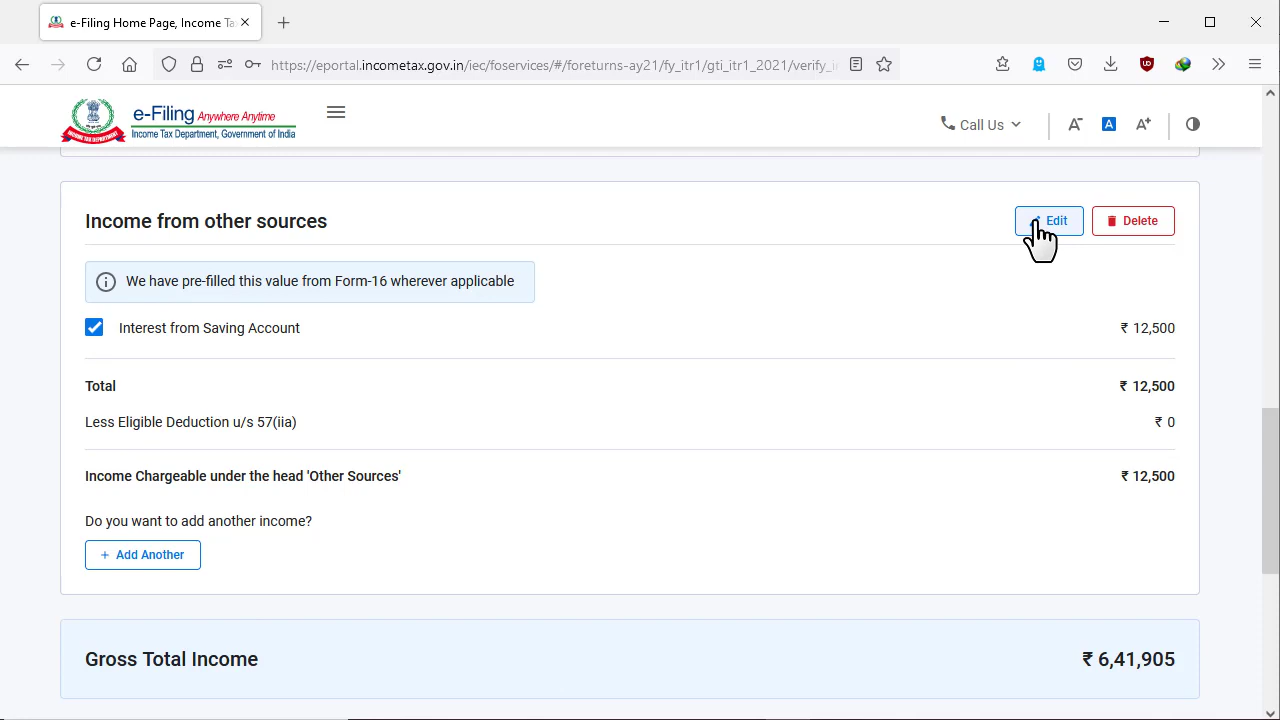 e-Filing Home Page, Income Ta
https://eportal.incometax.gov.in/iec/foservices/#/foreturns-ay21/fy_itr1/gti_itr1_2021/verify_i
e-Filing Anywhere Anytime
Income Tax Department, Government of India
Call Us
A-
A
A+
Income from other sources
Edit
Delete
We have pre-filled this value from Form-16 wherever applicable
Interest from Saving Account ₹ 12,500
Total ₹ 12,500
Less Eligible Deduction u/s 57(iia) ₹ 0
Income Chargeable under the head 'Other Sources' ₹ 12,500
Do you want to add another income?
+ Add Another
Gross Total Income ₹ 6,41,905